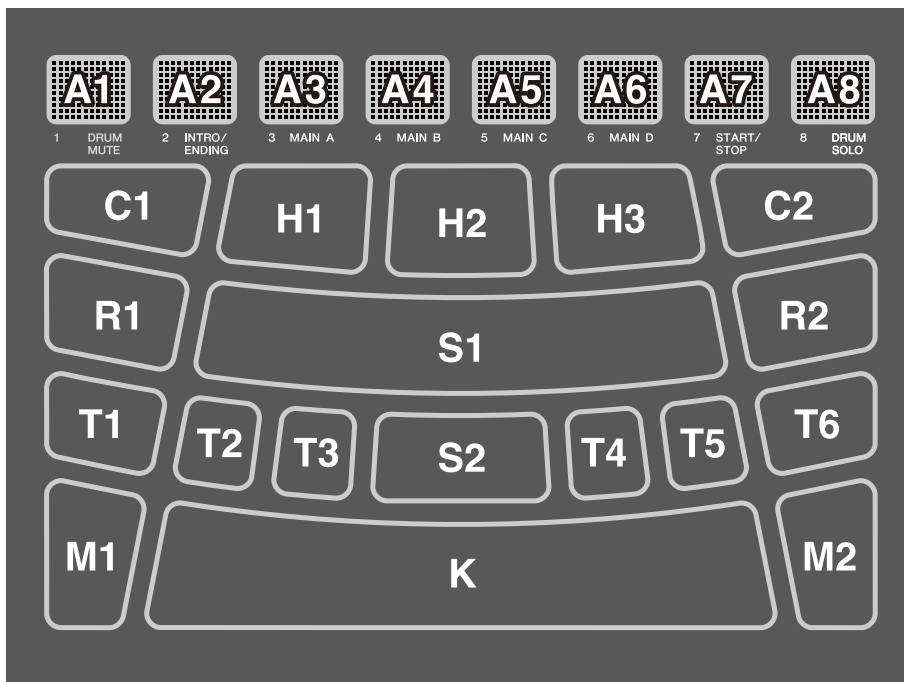 A1 A2 A3 A4 A5 A6 A7 A8
1 DRUM MUTE
2 INTRO/ ENDING
3 MAIN A
4 MAIN B
5 MAIN C
6 MAIN D
7 START/ STOP
8 DRUM SOLO
C1 H1 H2 H3 C2
R1 S1 R2
T1 T2 T3 S2 T4 T5 T6
M1 K M2